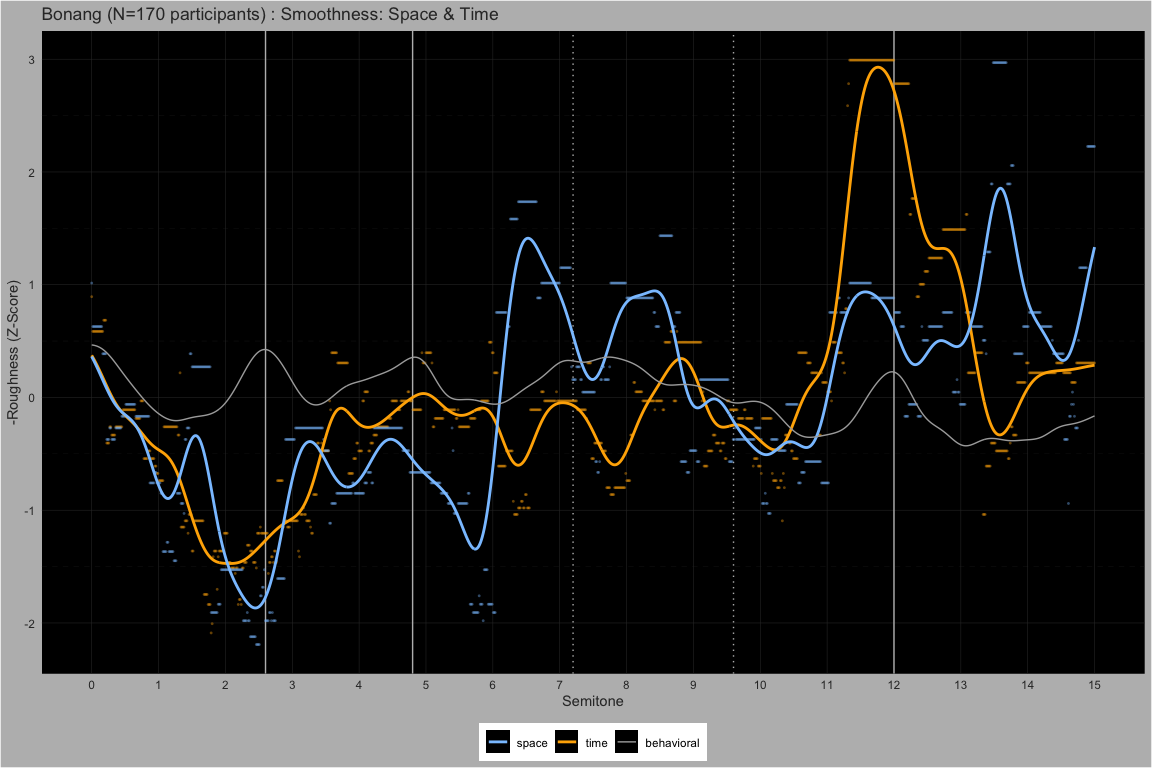 Bonang (N=170 participants) : Smoothness: Space & Time
-Roughness (Z-Score)
3
2
1
0
-1
-2
0 1 2 3 4 5 6 7 8 9 10 11 12 13 14 15
Semitone
space time behavioral